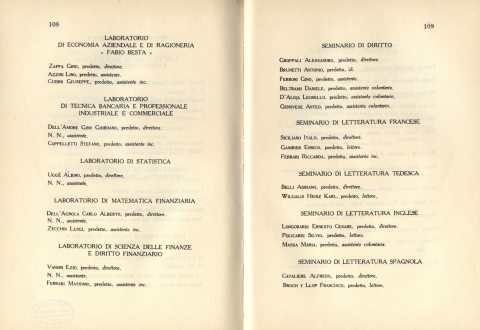 108
LABORATORIO
DI ECONOMIA AZIENDALE E DI RAGIONERIA
« FABIO BESTA »
ZAPPA GINO, predetto, direttore.
AZZINI LINO, predetto, assistente.
CUDINI GIUSEPPE, predetto, assistente inc.
LABORATORIO
DI TECNICA BANCARIA E PROFESSIONALE
INDUSTRIALE E COMMERCIALE
DELL'AMORE GINO GIORDANO, predetto, direttore.
N. N., assistente.
CAPPELLETTI STEFANO, predetto, assistente inc.
LABORATORIO DI STATISTICA
UGGÈ ALBINO, predetto, direttore.
N. N., assistente.
LABORATORIO DI MATEMATICA FINANZIARIA
DELL'AGNOLA CARLO ALBERTO, predetto, direttore.
N. N., assistente.
ZECCHIN LUIGI, predetto, assistente inc.
LABORATORIO DI SCIENZA DELLE FINANZE
E DIRITTO FINANZIARIO
VANONI EZIO, predetto, direttore.
N. N., assistente.
FERRARI MASSIMO, predetto, assistente inc.
109
SEMINARIO DI DIRITTO
GROPPALI ALESSANDRO, predetto, direttore.
BRUNETTI ANTONIO, predetto, id.
FERRONI GINO, predetto, assistente.
BELTRAMI DANIELE, predetto, assistente volontario.
D'ALOJA LEONELLO, predetto, assistente volontario.
GENOVESE ANTEO, predetto, assistente volontario.
SEMINARIO DI LETTERATURA FRANCESE
SICILIANO ITALO, predetto, direttore.
GAMBIER ENRICO, predetto, lettore.
FERRARI RICCARDA, predetto, assistente inc.
SEMINARIO DI LETTERATURA TEDESCA
BELLI ADRIANO, predetto, direttore.
HEINZ KARL, predetto, lettore.
SEMINARIO DI LETTERATURA INGLESE
LONGOBARDI ERNESTO CESARE, predetto, direttore.
POLICARDI SILVIO, predetto, lettore.
MASSA MARIA, predetto, assistente volontaria.
SEMINARIO DI LETTERATURA SPAGNOLA
CAVALIERE ALFREDO, predetto, direttore.
BROCH Y LLOP FRANCISCO, predetto, lettore.